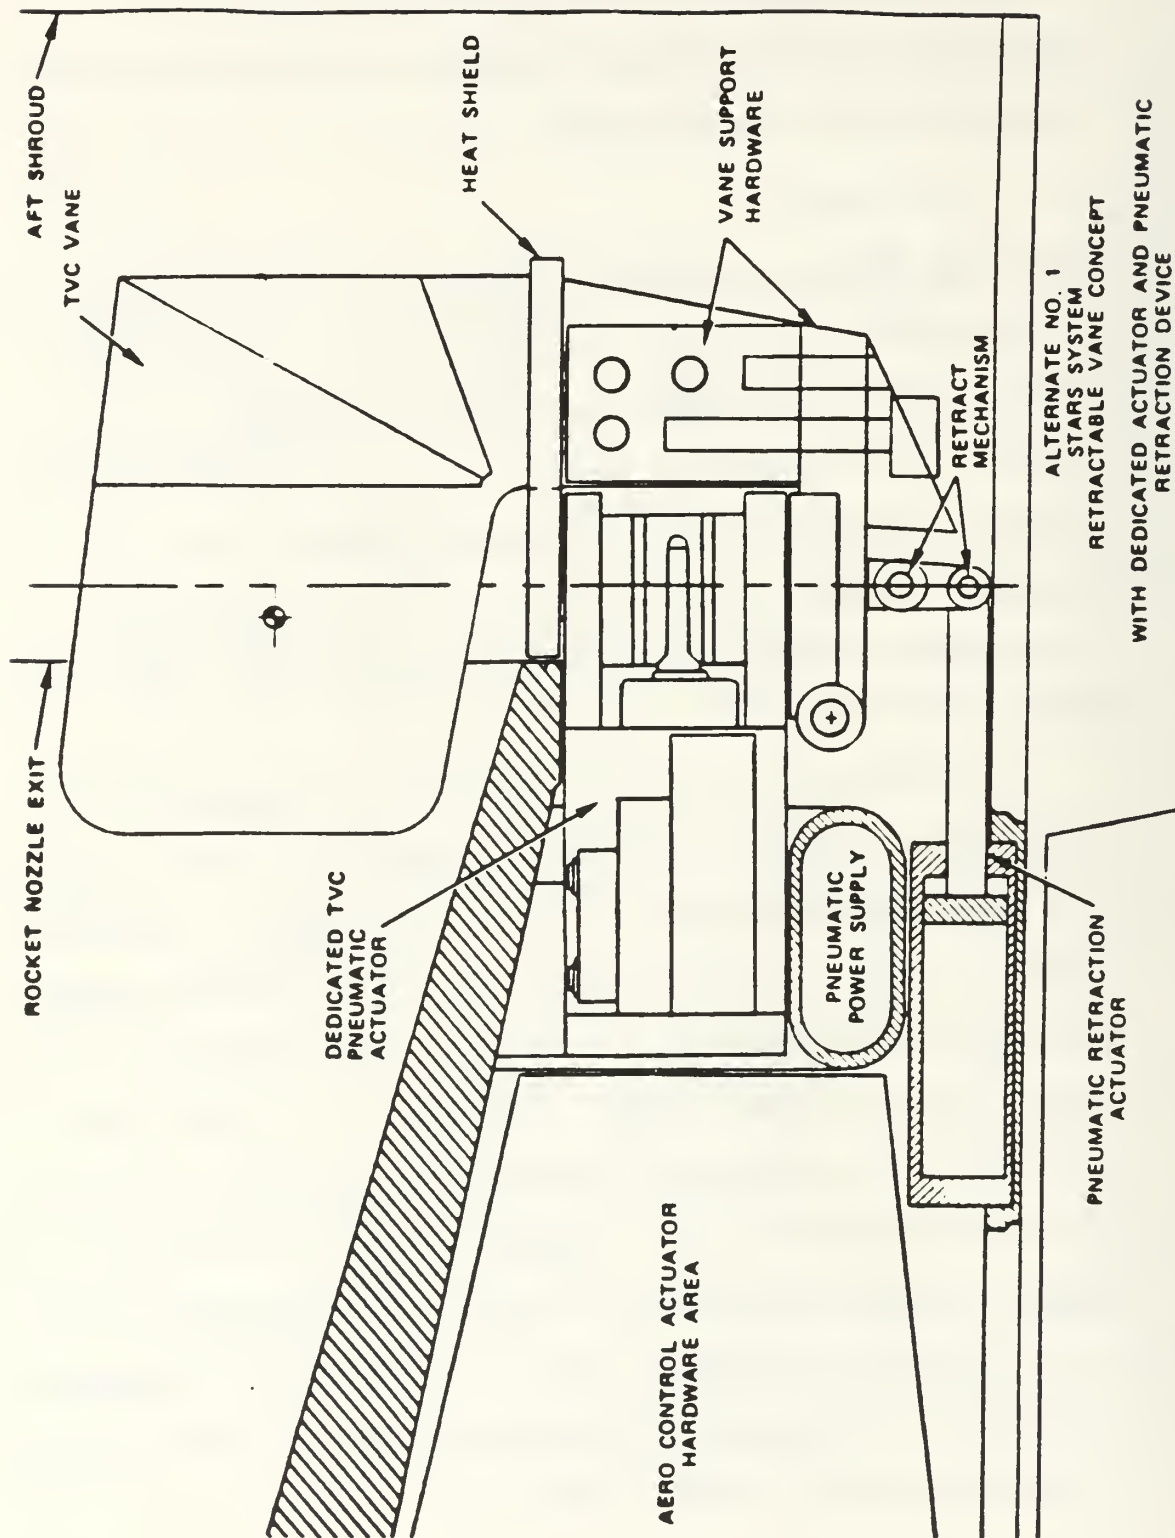 ROCKET NOZZLE EXIT
AFT SHROUD
TVC VANE
HEAT SHIELD
DEDICATED TVC
PNEUMATIC
ACTUATOR
VANE SUPPORT
HARDWARE
PNEUMATIC
POWER SUPPLY
AERO CONTROL ACTUATOR
HARDWARE AREA
RETRACT
MECHANISM
PNEUMATIC RETRACTION
ACTUATOR
ALTERNATE NO. 1
STARS SYSTEM
RETRACTABLE VANE CONCEPT
WITH DEDICATED ACTUATOR AND PNEUMATIC
RETRACTION DEVICE